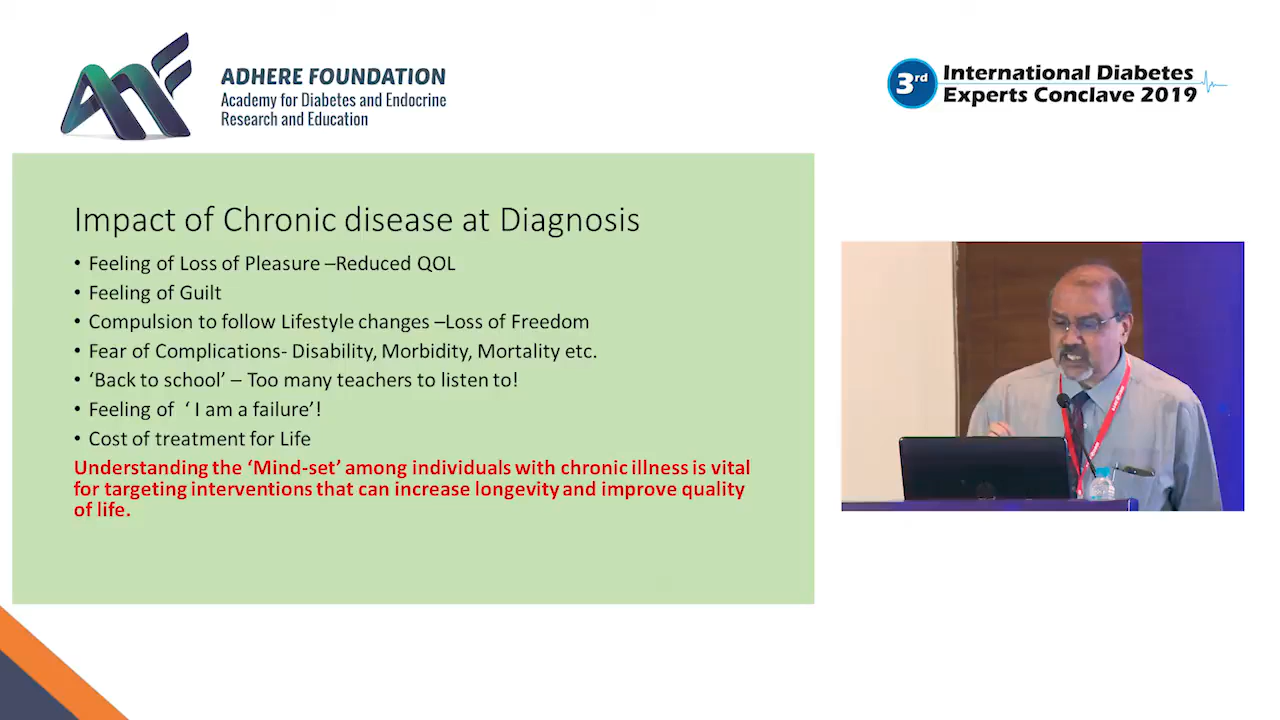 ADHERE FOUNDATION
Academy for Diabetes and Endocrine
Research and Education
3rd
International Diabetes
Experts Conclave 2019
Impact of Chronic disease at Diagnosis
• Feeling of Loss of Pleasure –Reduced QOL
• Feeling of Guilt
• Compulsion to follow Lifestyle changes –Loss of Freedom
• Fear of Complications- Disability, Morbidity, Mortality etc.
• ‘Back to school’ – Too many teachers to listen to!
• Feeling of ‘ I am a failure’!
• Cost of treatment for Life
Understanding the ‘Mind-set’ among individuals with chronic illness is vital
for targeting interventions that can increase longevity and improve quality
of life.